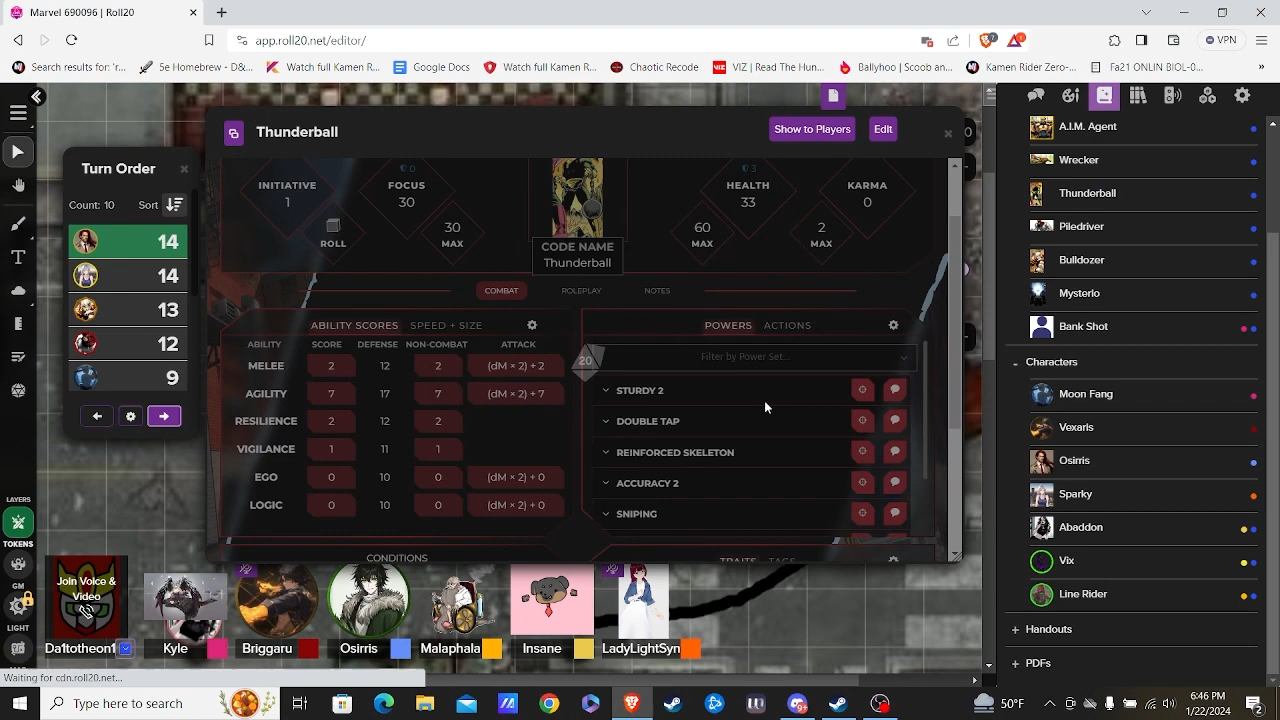 Marvel 690096 | Roll20
app.roll20.net/editor/
VPN
Search results for: 'r...
5e Homebrew - D&...
Watch full Kamen R...
Google Docs
Watch full Kamen R...
Chaotic Recode
VIZ | Read The Hun...
Ballyhoo | Scoob an...
Kamen Rider Zero...
Fa21 ONLIN BIOL-0...
Turn Order
Count: 10 Sort
14
14
13
12
9
Thunderball
Show to Players
Edit
INITIATIVE
1
ROLL
0
FOCUS
30
30
MAX
CODE NAME
Thunderball
3
HEALTH
33
60
MAX
KARMA
0
2
MAX
COMBAT
ROLEPLAY
NOTES
ABILITY SCORES SPEED + SIZE
ABILITY SCORE DEFENSE NON-COMBAT ATTACK
MELEE 2 12 2 (dM × 2) + 2
AGILITY 7 17 7 (dM × 2) + 7
RESILIENCE 2 12 2
VIGILANCE 1 11 1
EGO 0 10 0 (dM × 2) + 0
LOGIC 0 10 0 (dM × 2) + 0
CONDITIONS
20
POWERS ACTIONS
Filter by Power Set...
STURDY 2
DOUBLE TAP
REINFORCED SKELETON
ACCURACY 2
SNIPING
TRAITS TAGS
A.I.M. Agent
Wrecker
Thunderball
Piledriver
Bulldozer
Mysterio
Bank Shot
Characters
Moon Fang
Vexaris
Osirris
Sparky
Abaddon
Vix
Line Rider
Handouts
PDFs
LAYERS
TOKENS
GM
LIGHT
Join Voice &
Video
Kyle
Briggaru
Osirris
Malaphala
Insane
LadyLightSyn
Waiting for cdn.roll20.net...
Type here to search
99+
50°F
6:46 PM
1/22/2024